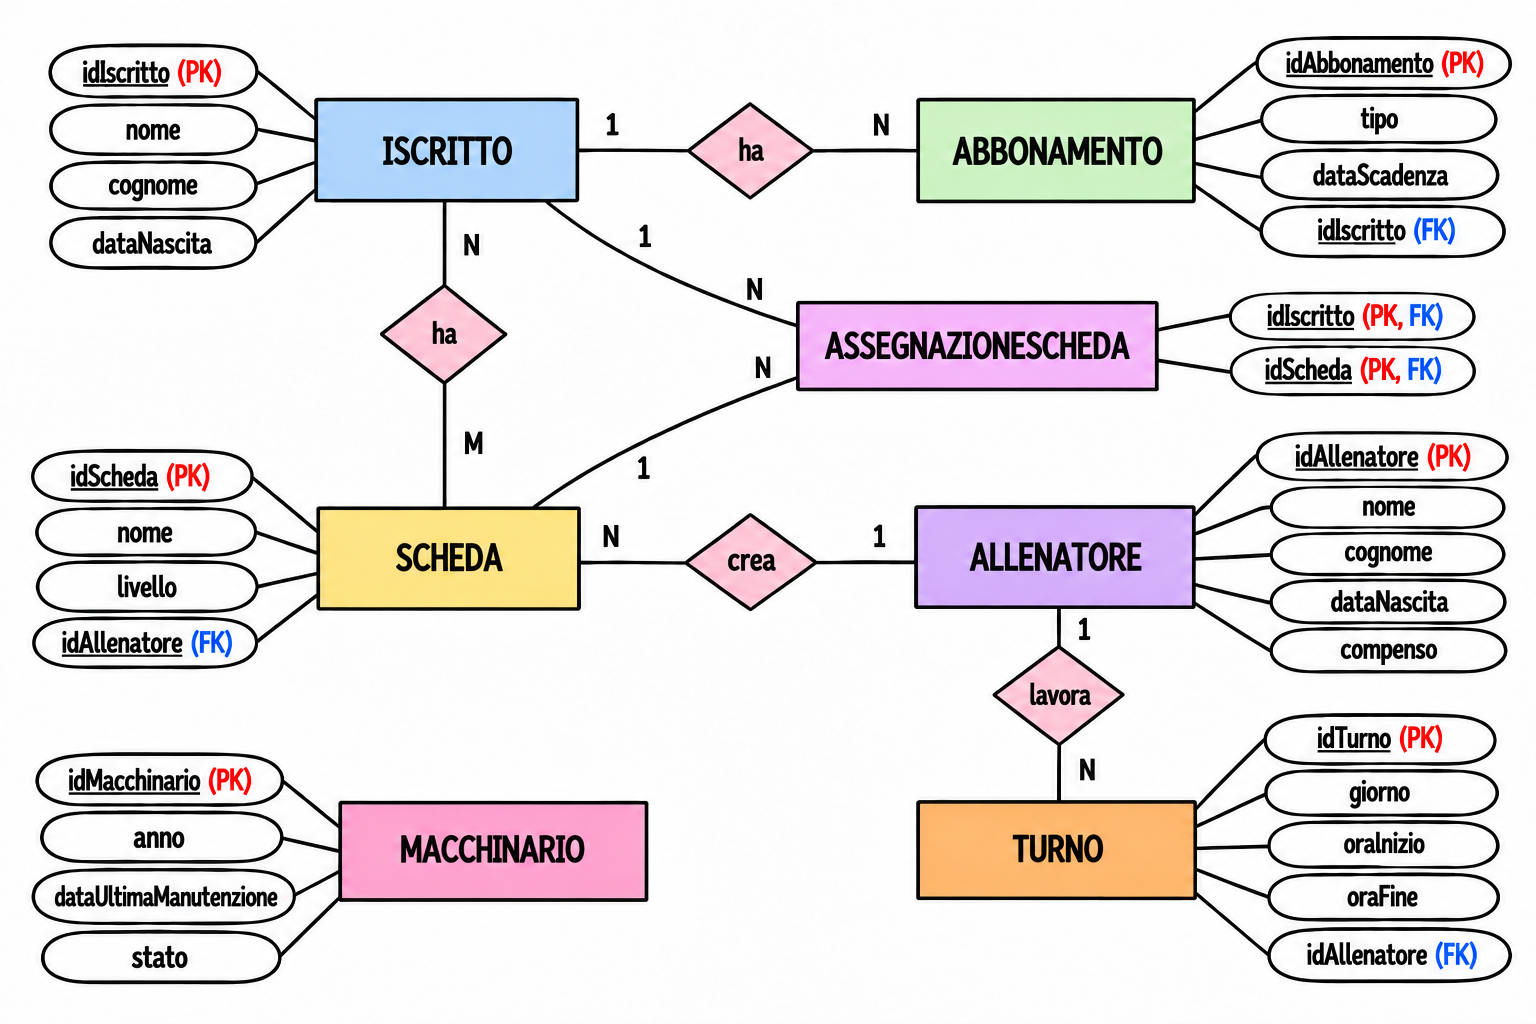 idIscritto (PK)
nome
cognome
dataNascita
ISCRITTO
1
ha
N
ABBONAMENTO
idAbbonamento (PK)
tipo
dataScadenza
idIscritto (FK)
N
ha
M
1
N
N
1
ASSEGNAZIONESCHEDA
idIscritto (PK, FK)
idScheda (PK, FK)
idScheda (PK)
nome
livello
idAllenatore (FK)
SCHEDA
N
crea
1
ALLENATORE
idAllenatore (PK)
nome
cognome
dataNascita
compenso
1
lavora
N
idMacchinario (PK)
anno
dataUltimaManutenzione
stato
MACCHINARIO
TURNO
idTurno (PK)
giorno
oraInizio
oraFine
idAllenatore (FK)